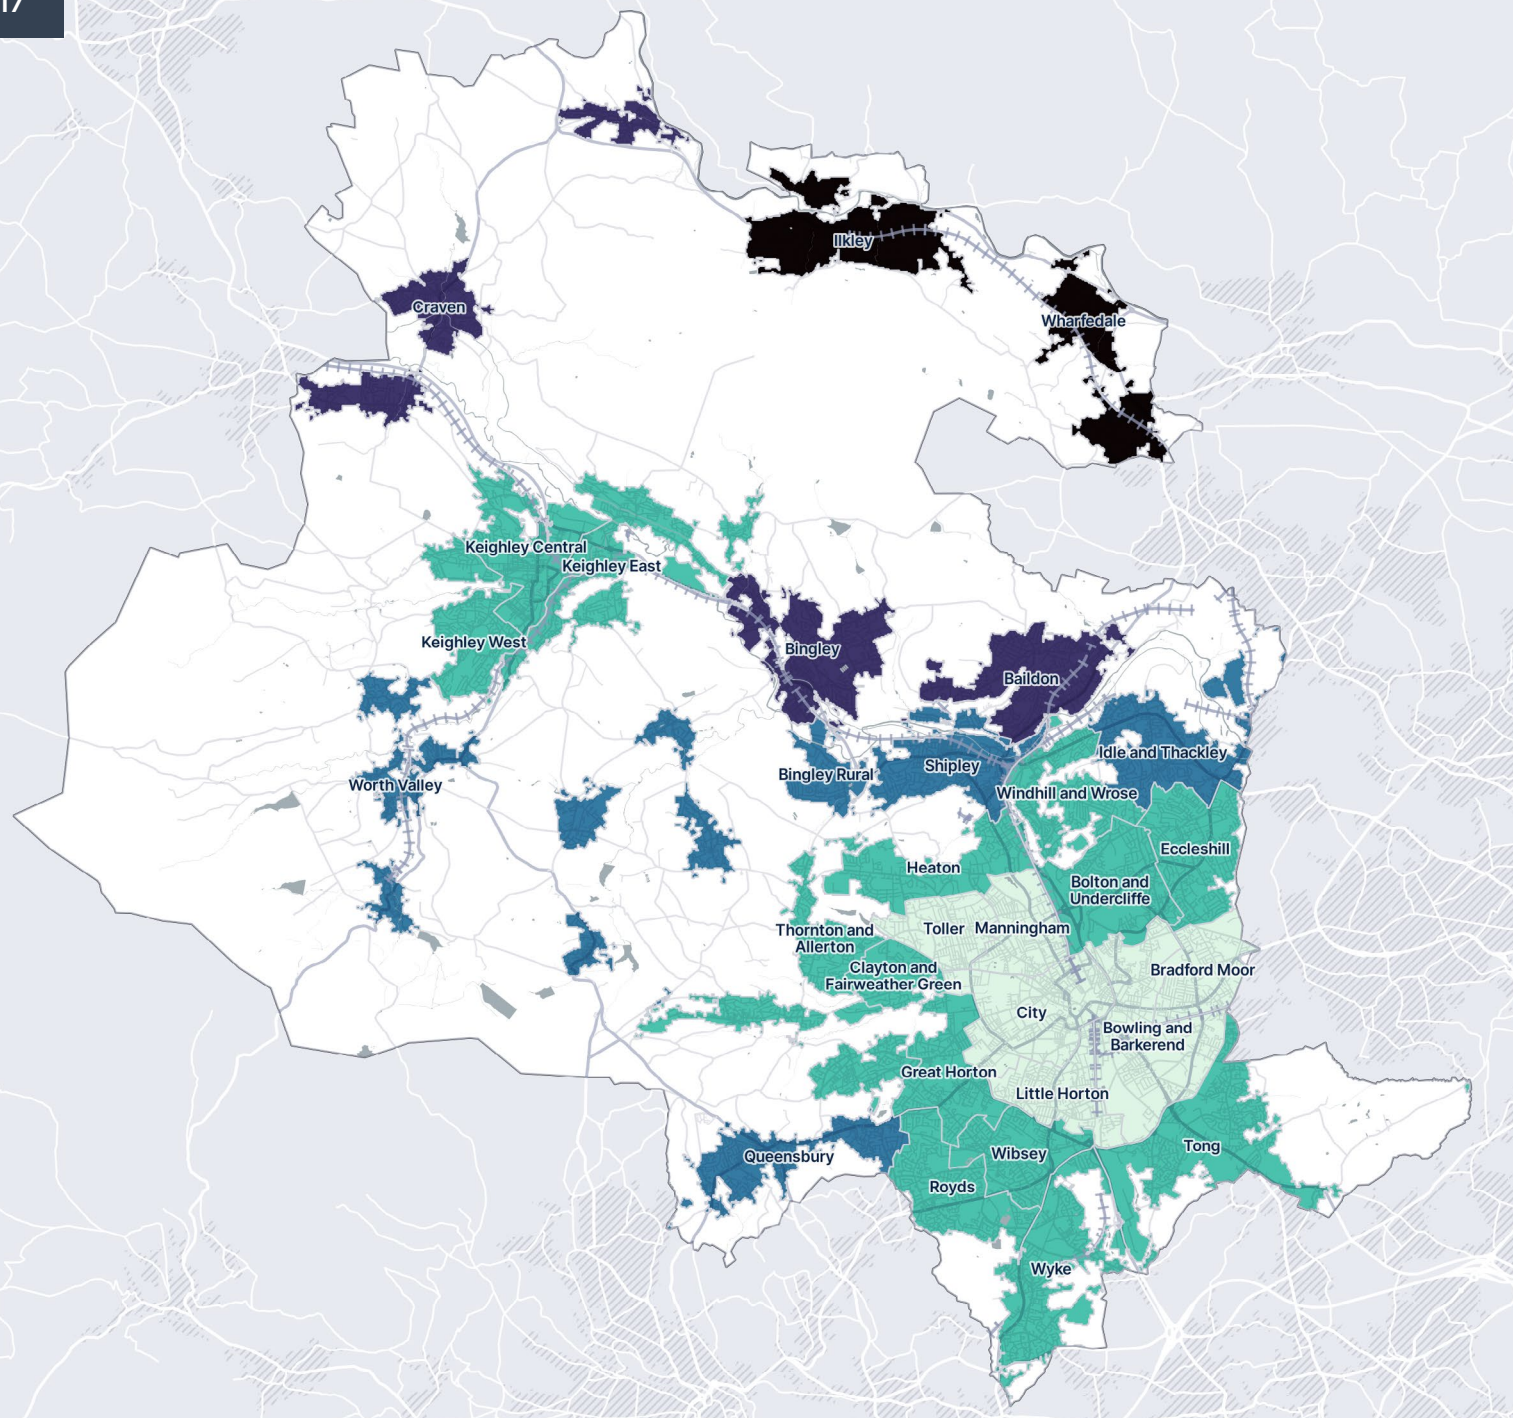 17
Ilkley
Craven
Wharfedale
Keighley Central
Keighley East
Keighley West
Bingley
Baildon
Idle and Thackley
Shipley
Bingley Rural
Worth Valley
Windhill and Wrose
Eccleshill
Heaton
Bolton and
Undercliffe
Toller
Manningham
Thornton and
Allerton
Clayton and
Fairweather Green
Bradford Moor
City
Bowling and
Barkerend
Great Horton
Little Horton
Tong
Wibsey
Queensbury
Royds
Wyke